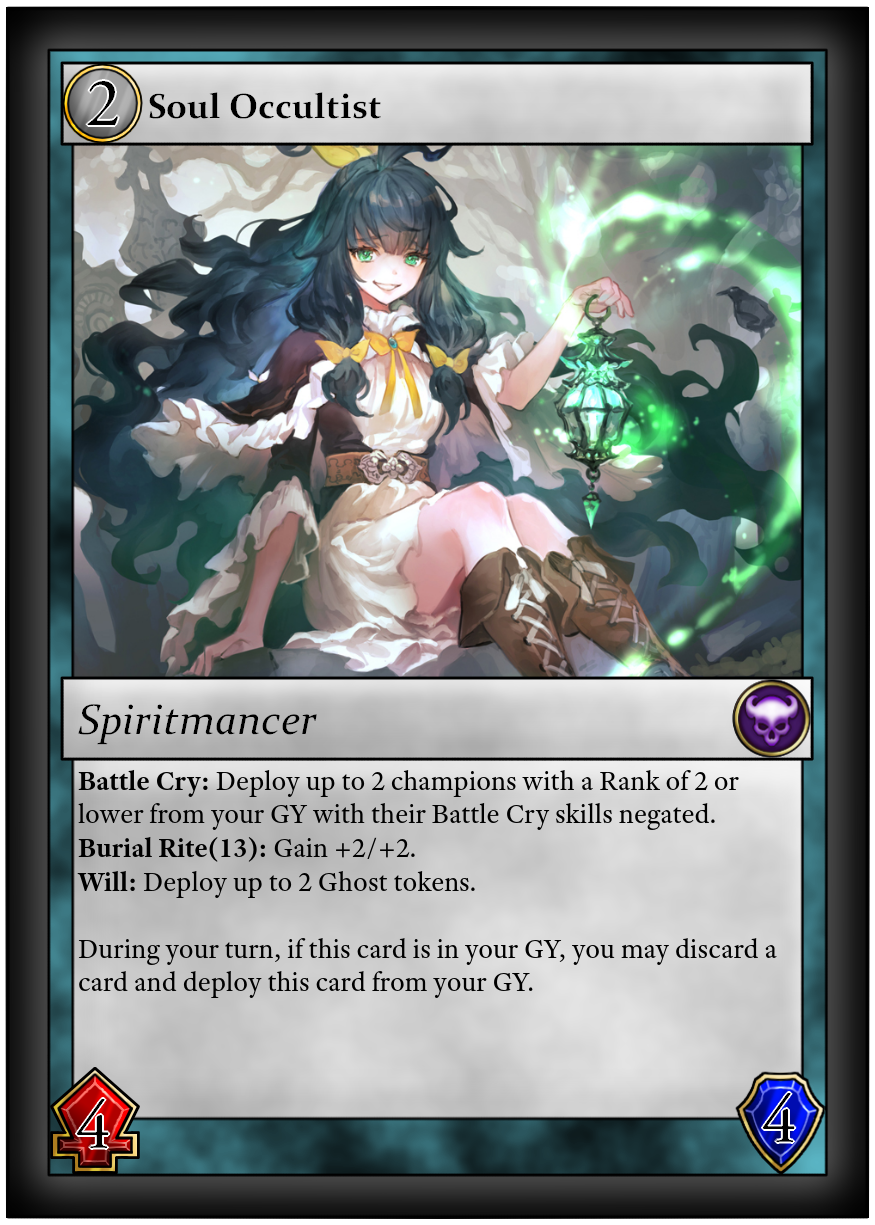 2 Soul Occultist
Spiritmancer
Battle Cry: Deploy up to 2 champions with a Rank of 2 or
lower from your GY with their Battle Cry skills negated.
Burial Rite(13): Gain +2/+2.
Will: Deploy up to 2 Ghost tokens.
During your turn, if this card is in your GY, you may discard a
card and deploy this card from your GY.
4 4